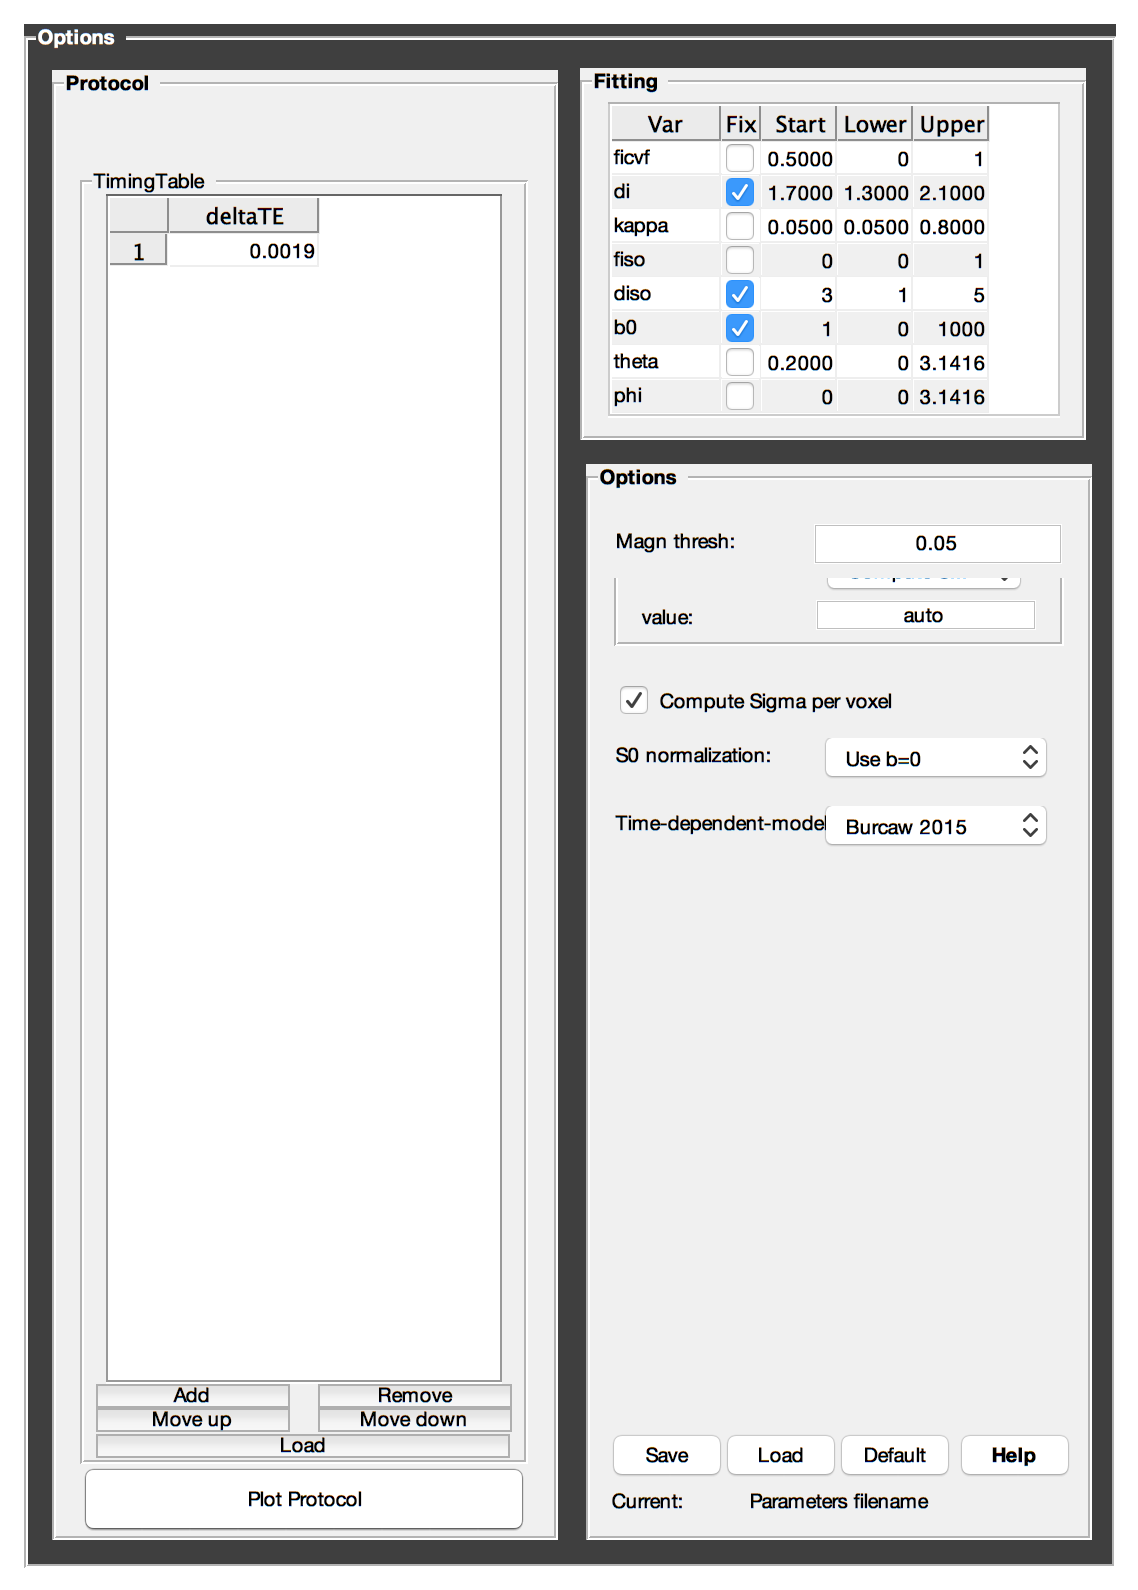 Options
Protocol
TimingTable
deltaTE
1 0.0019
Add Remove
Move up Move down
Load
Plot Protocol
Fitting
Var Fix Start Lower Upper
ficvf 0.5000 0 1
di 1.7000 1.3000 2.1000
kappa 0.0500 0.0500 0.8000
fiso 0 0 1
diso 3 1 5
b0 1 0 1000
theta 0.2000 0 3.1416
phi 0 0 3.1416
Options
Magn thresh: 0.05
value: auto
Compute Sigma per voxel
S0 normalization: Use b=0
Time-dependent-model Burcaw 2015
Save Load Default Help
Current: Parameters filename